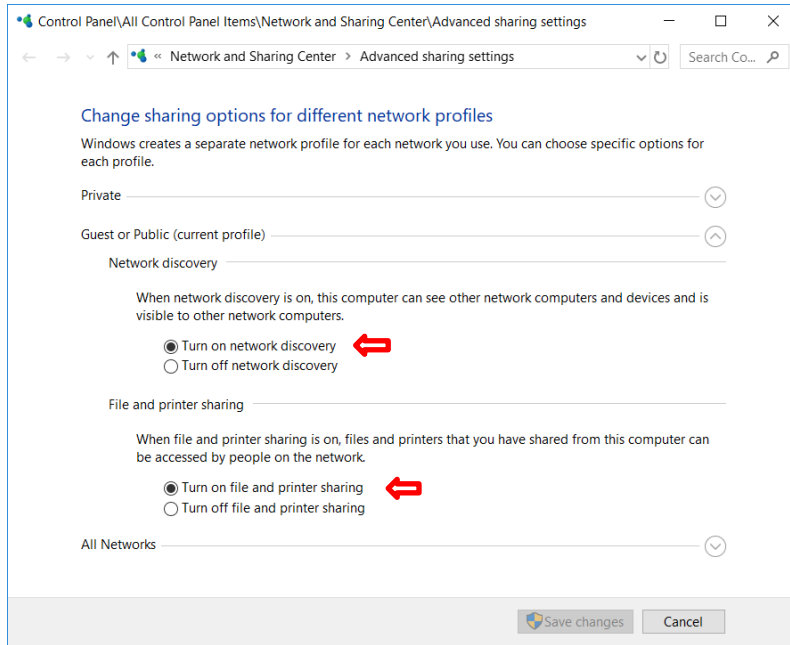 Control Panel\All Control Panel Items\Network and Sharing Center\Advanced sharing settings
« Network and Sharing Center > Advanced sharing settings
Search Co...
Change sharing options for different network profiles
Windows creates a separate network profile for each network you use. You can choose specific options for
each profile.
Private
Guest or Public (current profile)
Network discovery
When network discovery is on, this computer can see other network computers and devices and is
visible to other network computers.
Turn on network discovery
Turn off network discovery
File and printer sharing
When file and printer sharing is on, files and printers that you have shared from this computer can
be accessed by people on the network.
Turn on file and printer sharing
Turn off file and printer sharing
All Networks
Save changes
Cancel